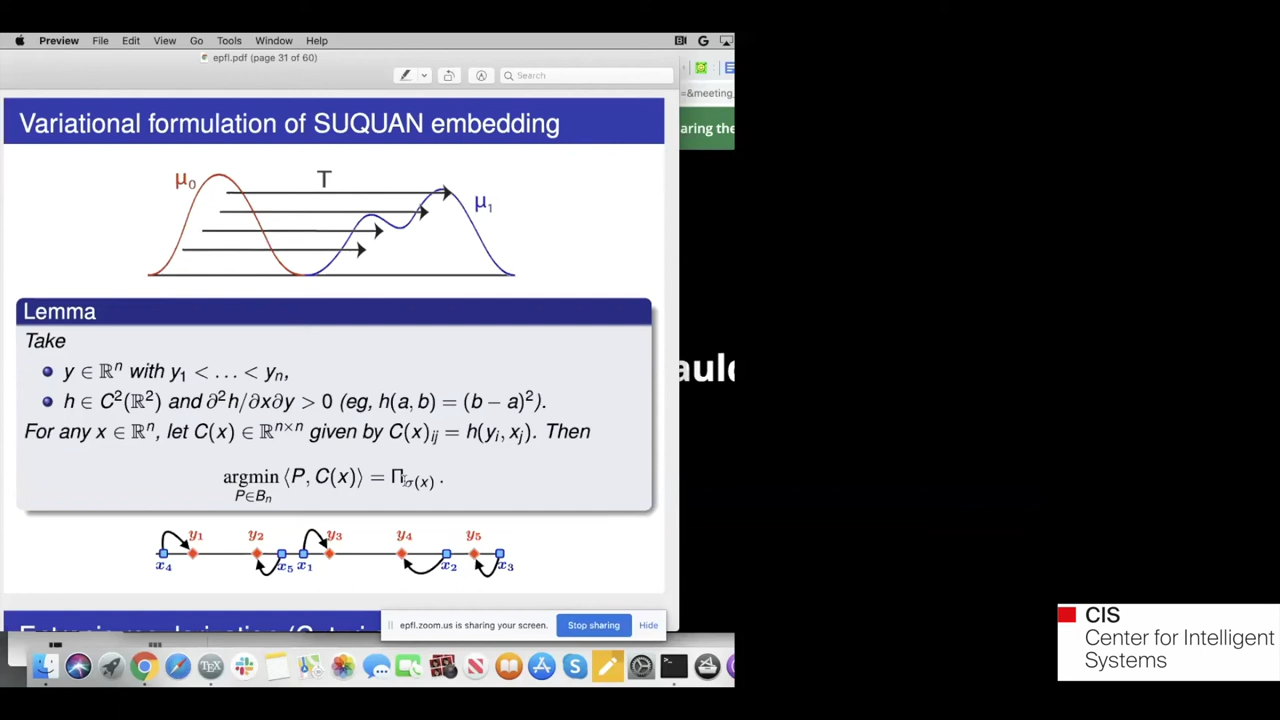 Preview File Edit View Go Tools Window Help
epfl.pdf (page 31 of 60)
Search
=&meeting_
aring the
Variational formulation of SUQUAN embedding
μ₀ T μ₁
Lemma
Take
y ∈ ℝⁿ with y₁ < … < yₙ,
h ∈ C²(ℝ²) and ∂²h/∂x∂y > 0 (eg, h(a, b) = (b − a)²).
For any x ∈ ℝⁿ, let C(x) ∈ ℝⁿˣⁿ given by C(x)ᵢⱼ = h(yᵢ, xⱼ). Then
argmin ⟨P, C(x)⟩ = Π_σ(x) .
P∈Bₙ
y₁ y₂ y₃ y₄ y₅
x₄ x₅ x₁ x₂ x₃
epfl.zoom.us is sharing your screen. Stop sharing Hide
CIS
Center for Intelligent
Systems